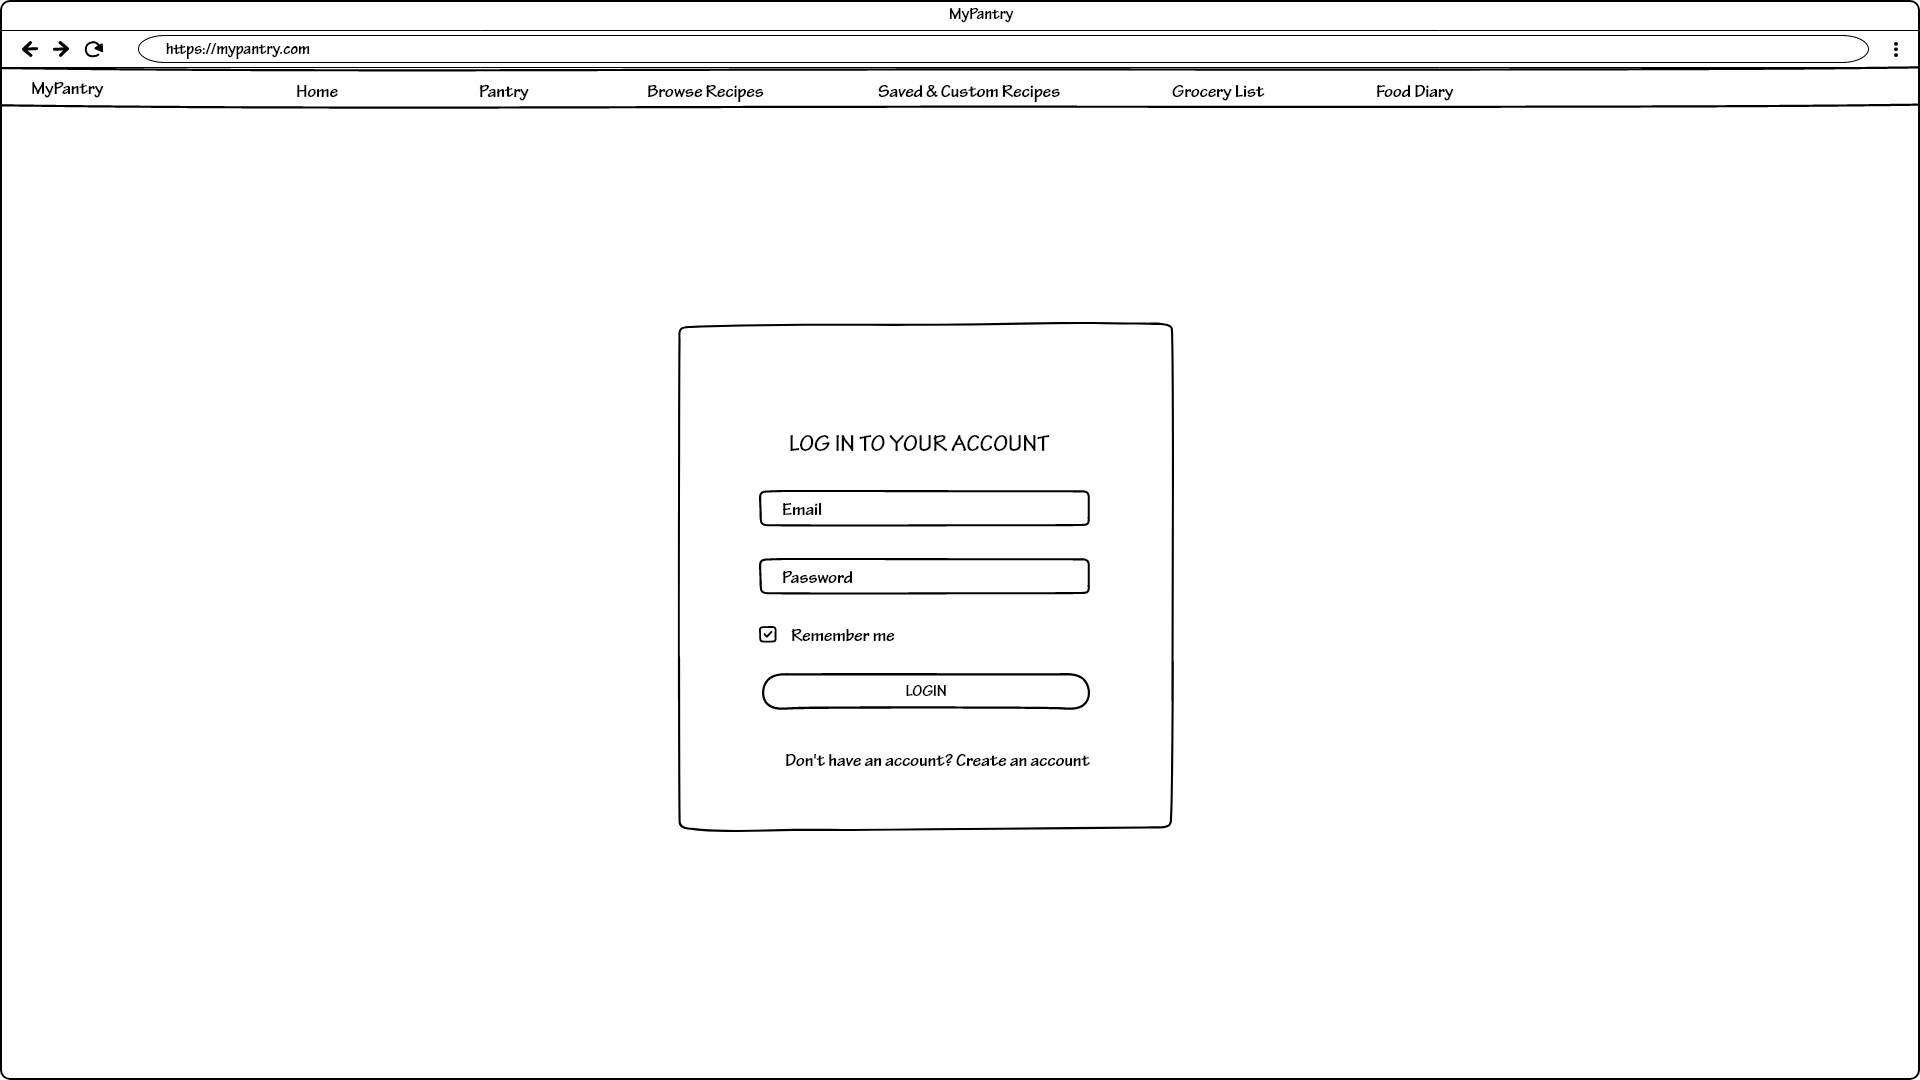 MyPantry
https://mypantry.com
MyPantry Home Pantry Browse Recipes Saved & Custom Recipes Grocery List Food Diary
LOG IN TO YOUR ACCOUNT
Email
Password
Remember me
LOGIN
Don't have an account? Create an account